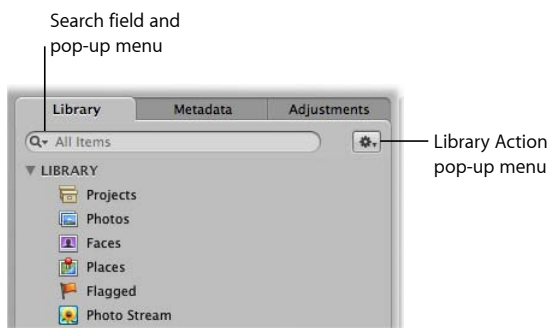 Search field and
pop-up menu
Library
Metadata
Adjustments
All Items
Library Action
pop-up menu
LIBRARY
Projects
Photos
Faces
Places
Flagged
Photo Stream